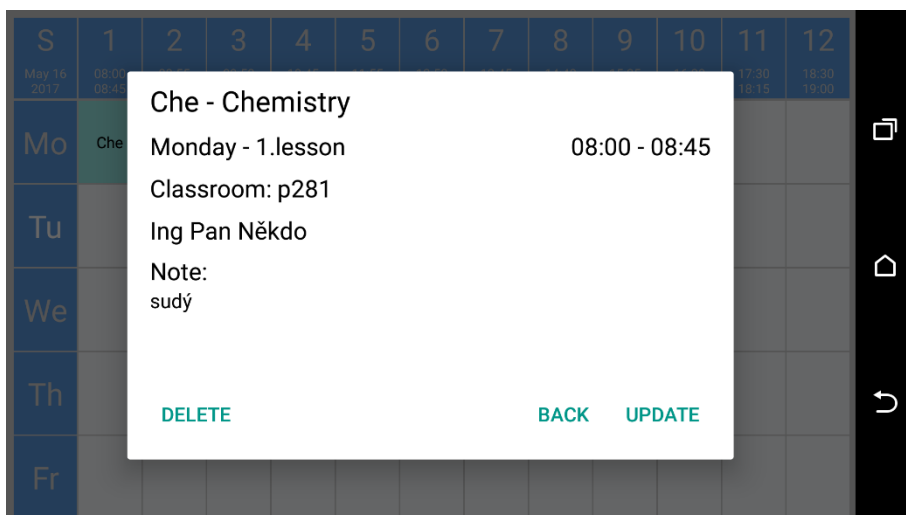 S 1 2 3 4 5 6 7 8 9 10 11 12
May 16 08:00 17:30 18:30
2017 08:45 18:15 19:00
Che - Chemistry
Mo Che
Monday - 1.lesson 08:00 - 08:45
Classroom: p281
Tu
Ing Pan Někdo
Note:
sudý
We
Th
DELETE BACK UPDATE
Fr